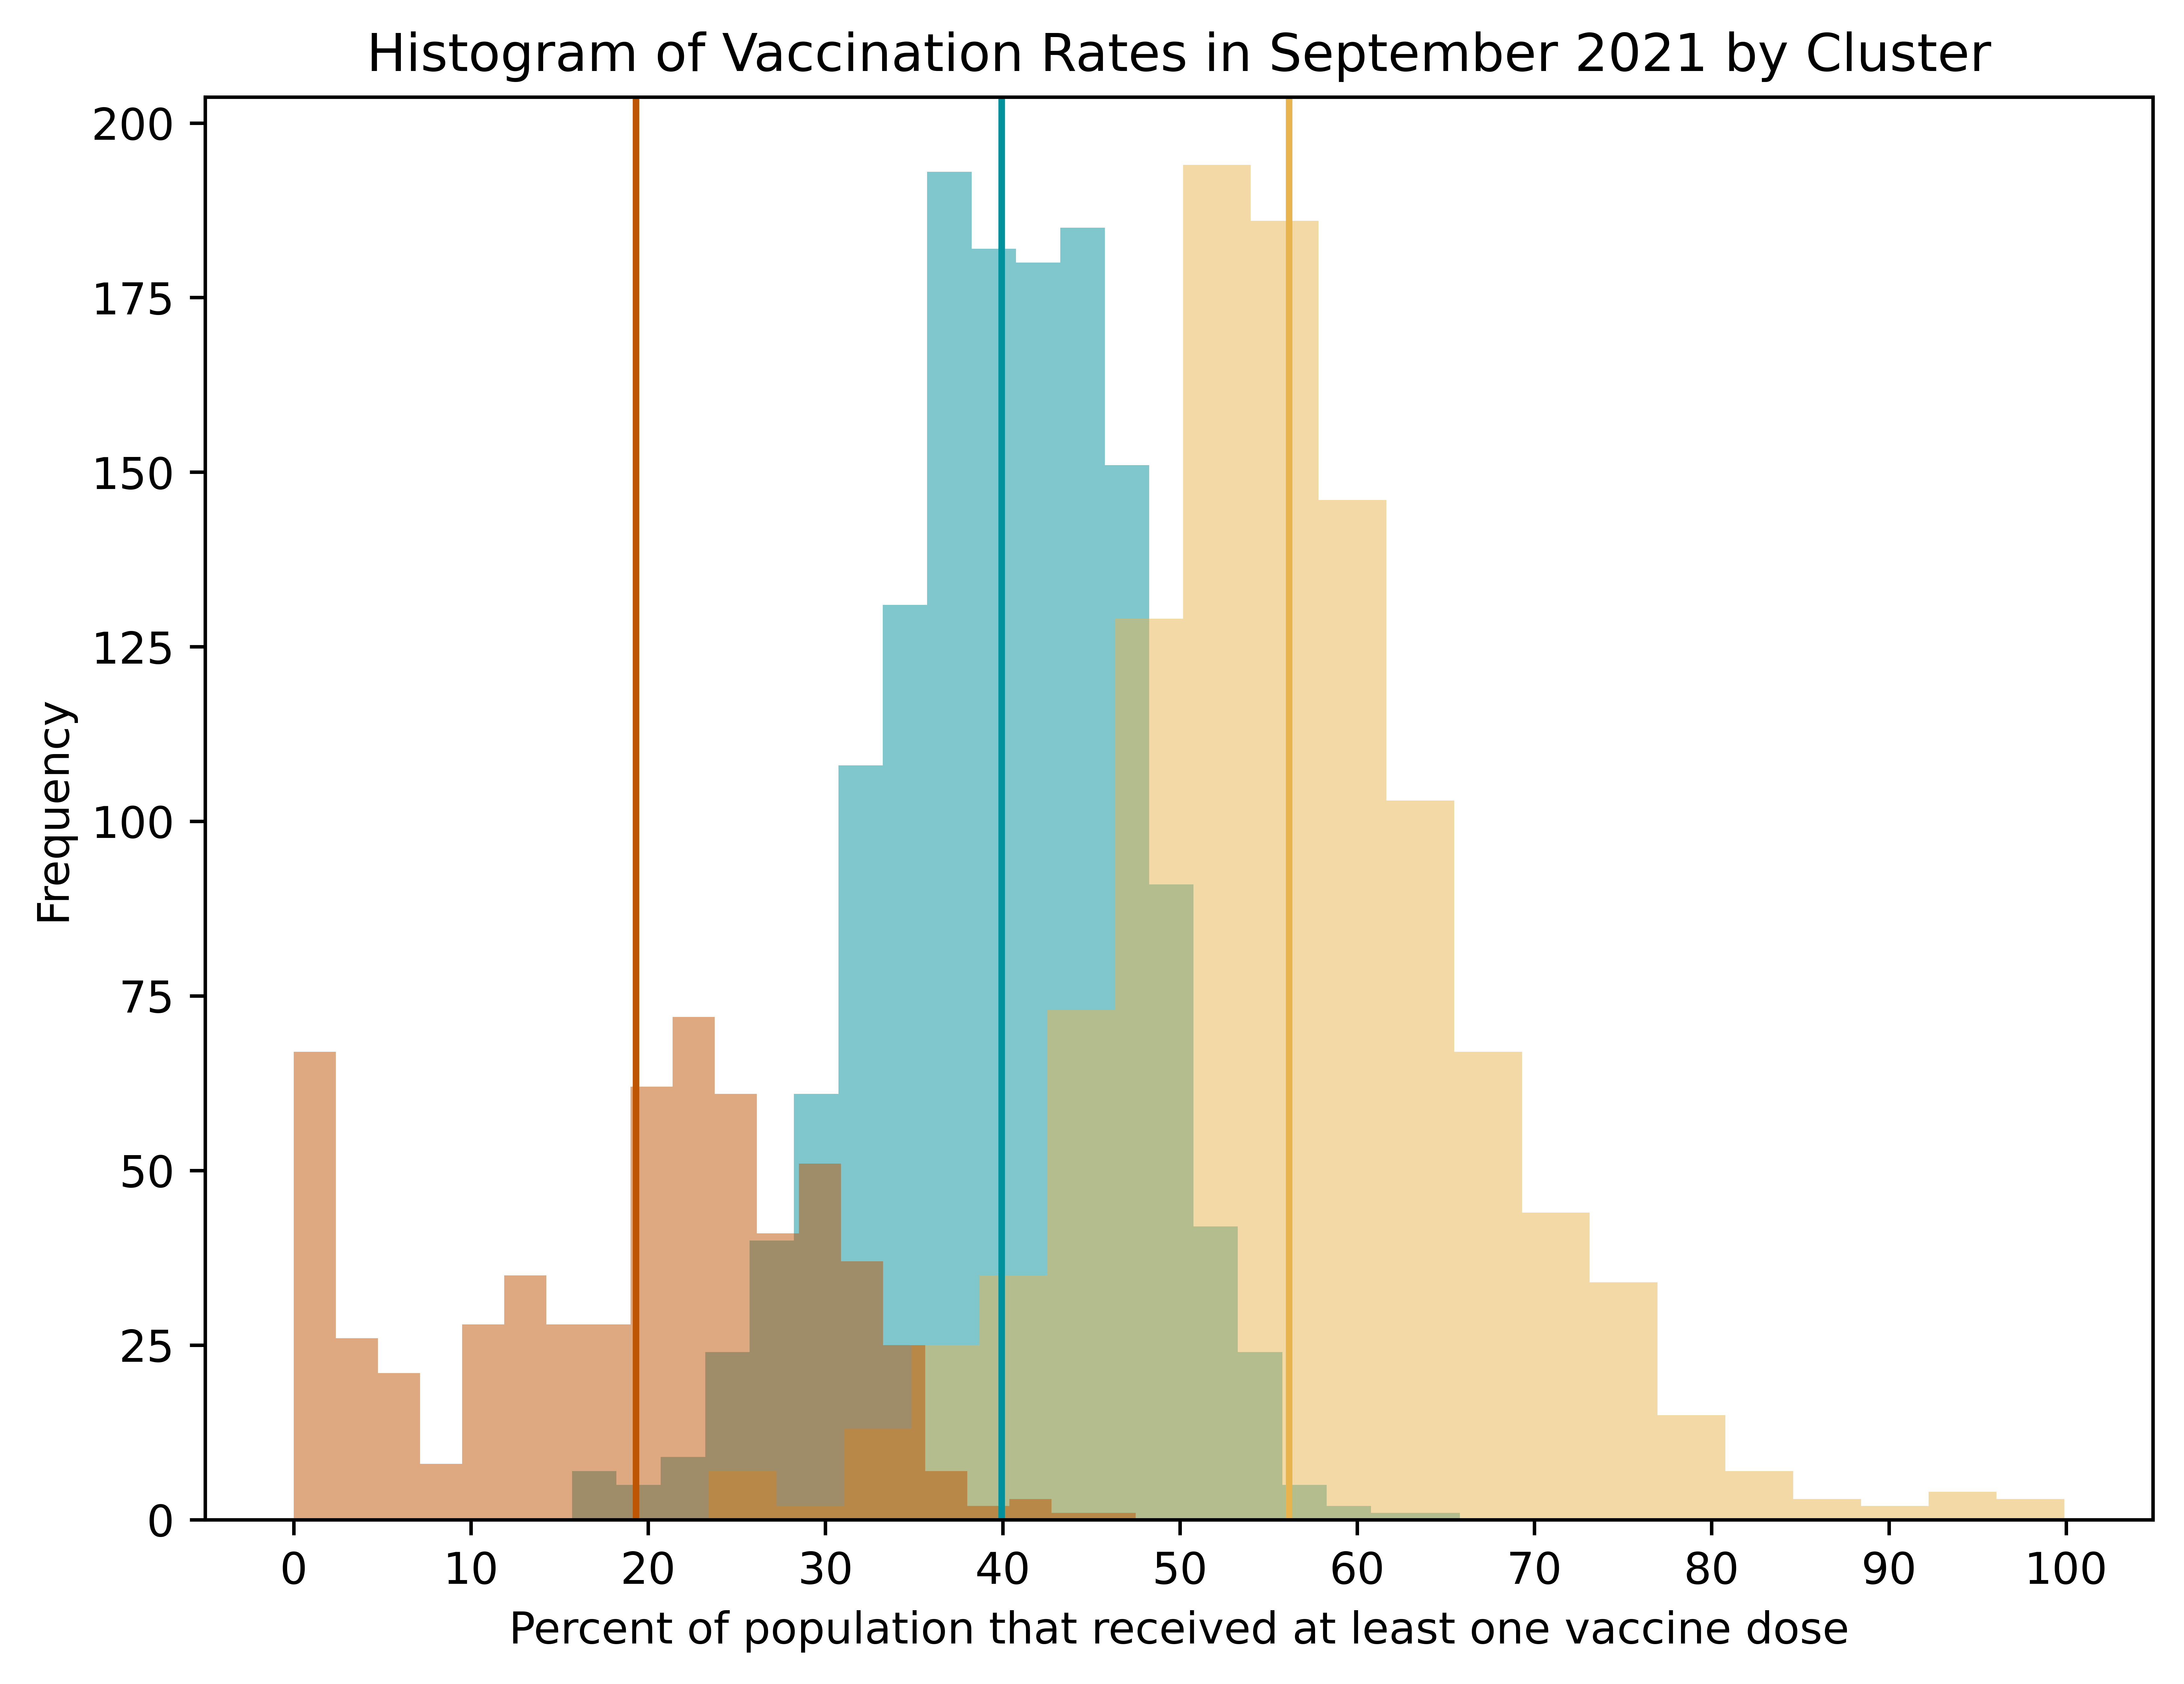 Histogram of Vaccination Rates in September 2021 by Cluster
200
175
150
125
100
75
50
25
0
Frequency
0 10 20 30 40 50 60 70 80 90 100
Percent of population that received at least one vaccine dose